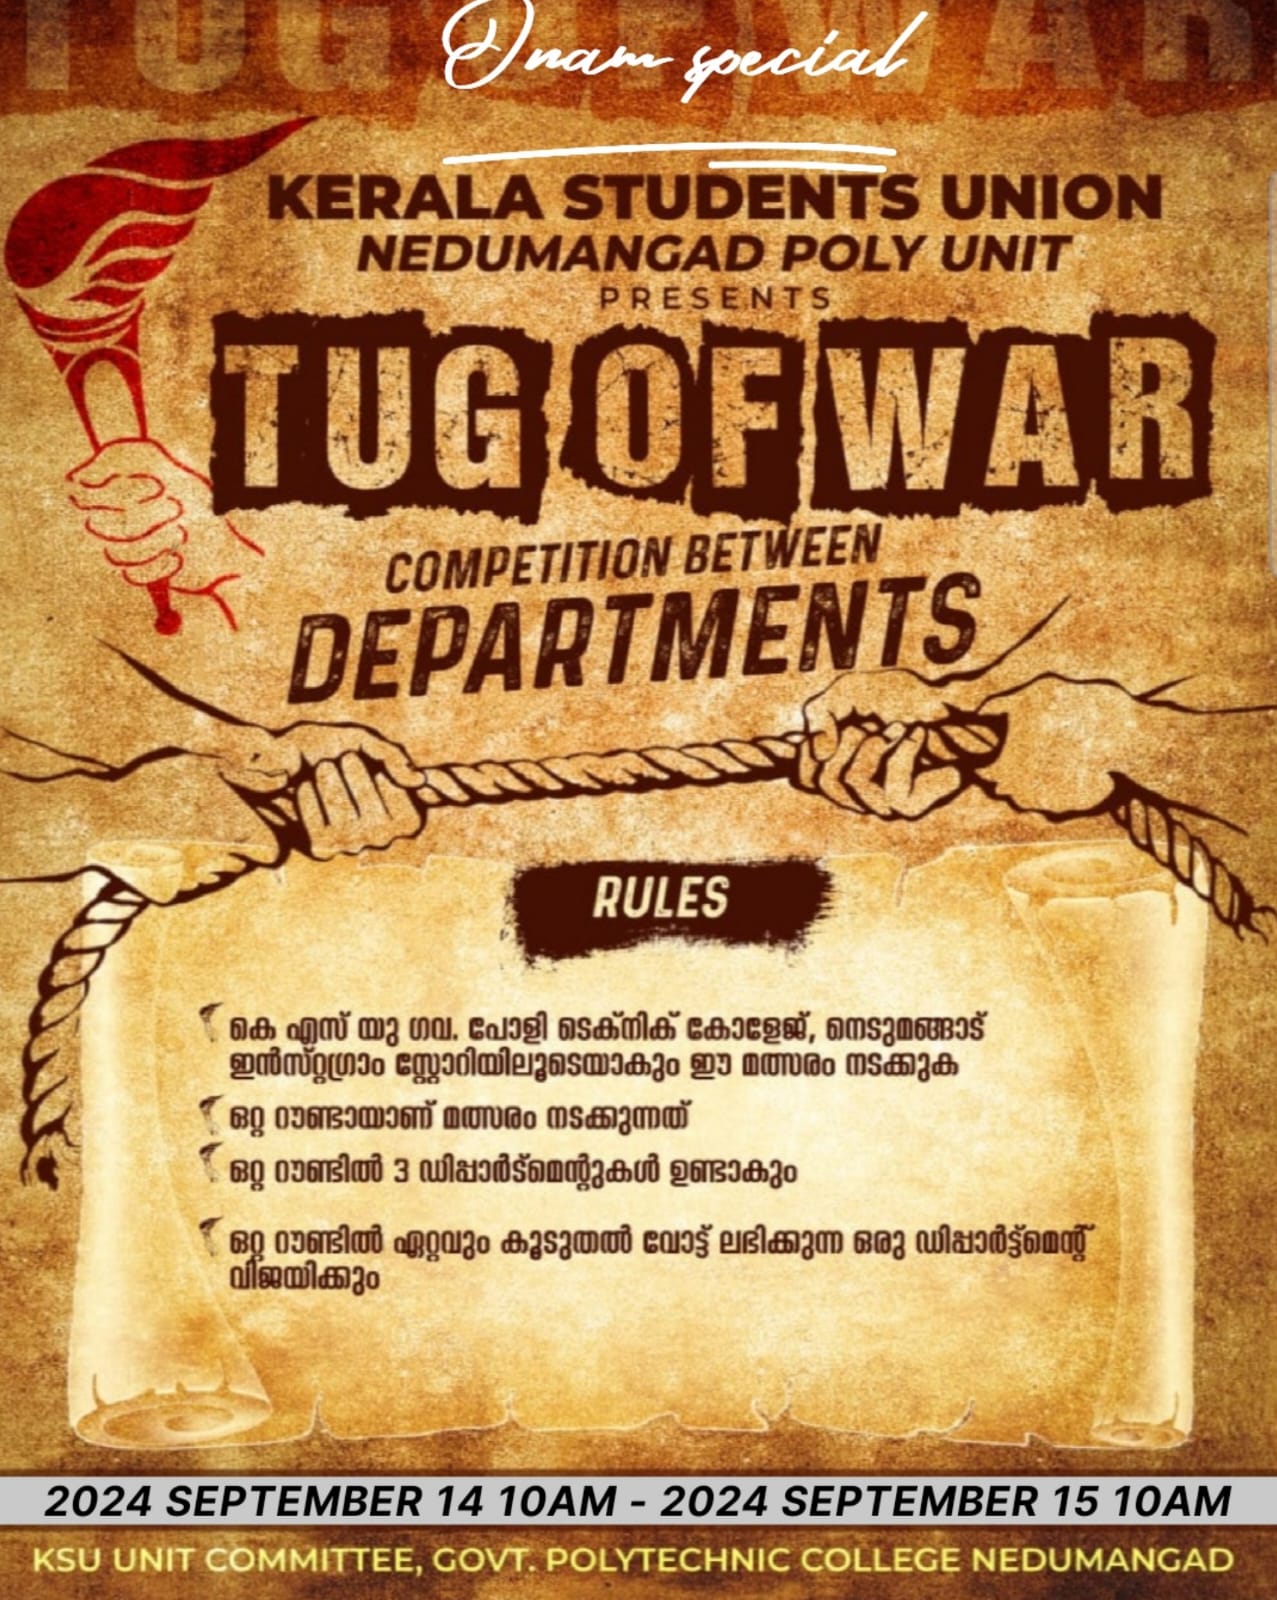 TUG OF WAR
Onam special
KERALA STUDENTS UNION
NEDUMANGAD POLY UNIT
PRESENTS
TUG OF WAR
COMPETITION BETWEEN
DEPARTMENTS
RULES
കെ എസ് യു ഗവ. പോളി ടെക്നിക് കോളേജ്, നെടുമങ്ങാട്
ഇൻസ്റ്റഗ്രാം സ്റ്റോറിയിലൂടെയാകും ഈ മത്സരം നടക്കുക
ഒറ്റ റൗണ്ടായാണ് മത്സരം നടക്കുന്നത്
ഒറ്റ റൗണ്ടിൽ 3 ഡിപ്പാർട്മെന്റുകൾ ഉണ്ടാകും
ഒറ്റ റൗണ്ടിൽ ഏറ്റവും കൂടുതൽ വോട്ട് ലഭിക്കുന്ന ഒരു ഡിപ്പാർട്ട്മെന്റ്
വിജയിക്കും
2024 SEPTEMBER 14 10AM - 2024 SEPTEMBER 15 10AM
KSU UNIT COMMITTEE, GOVT. POLYTECHNIC COLLEGE NEDUMANGAD